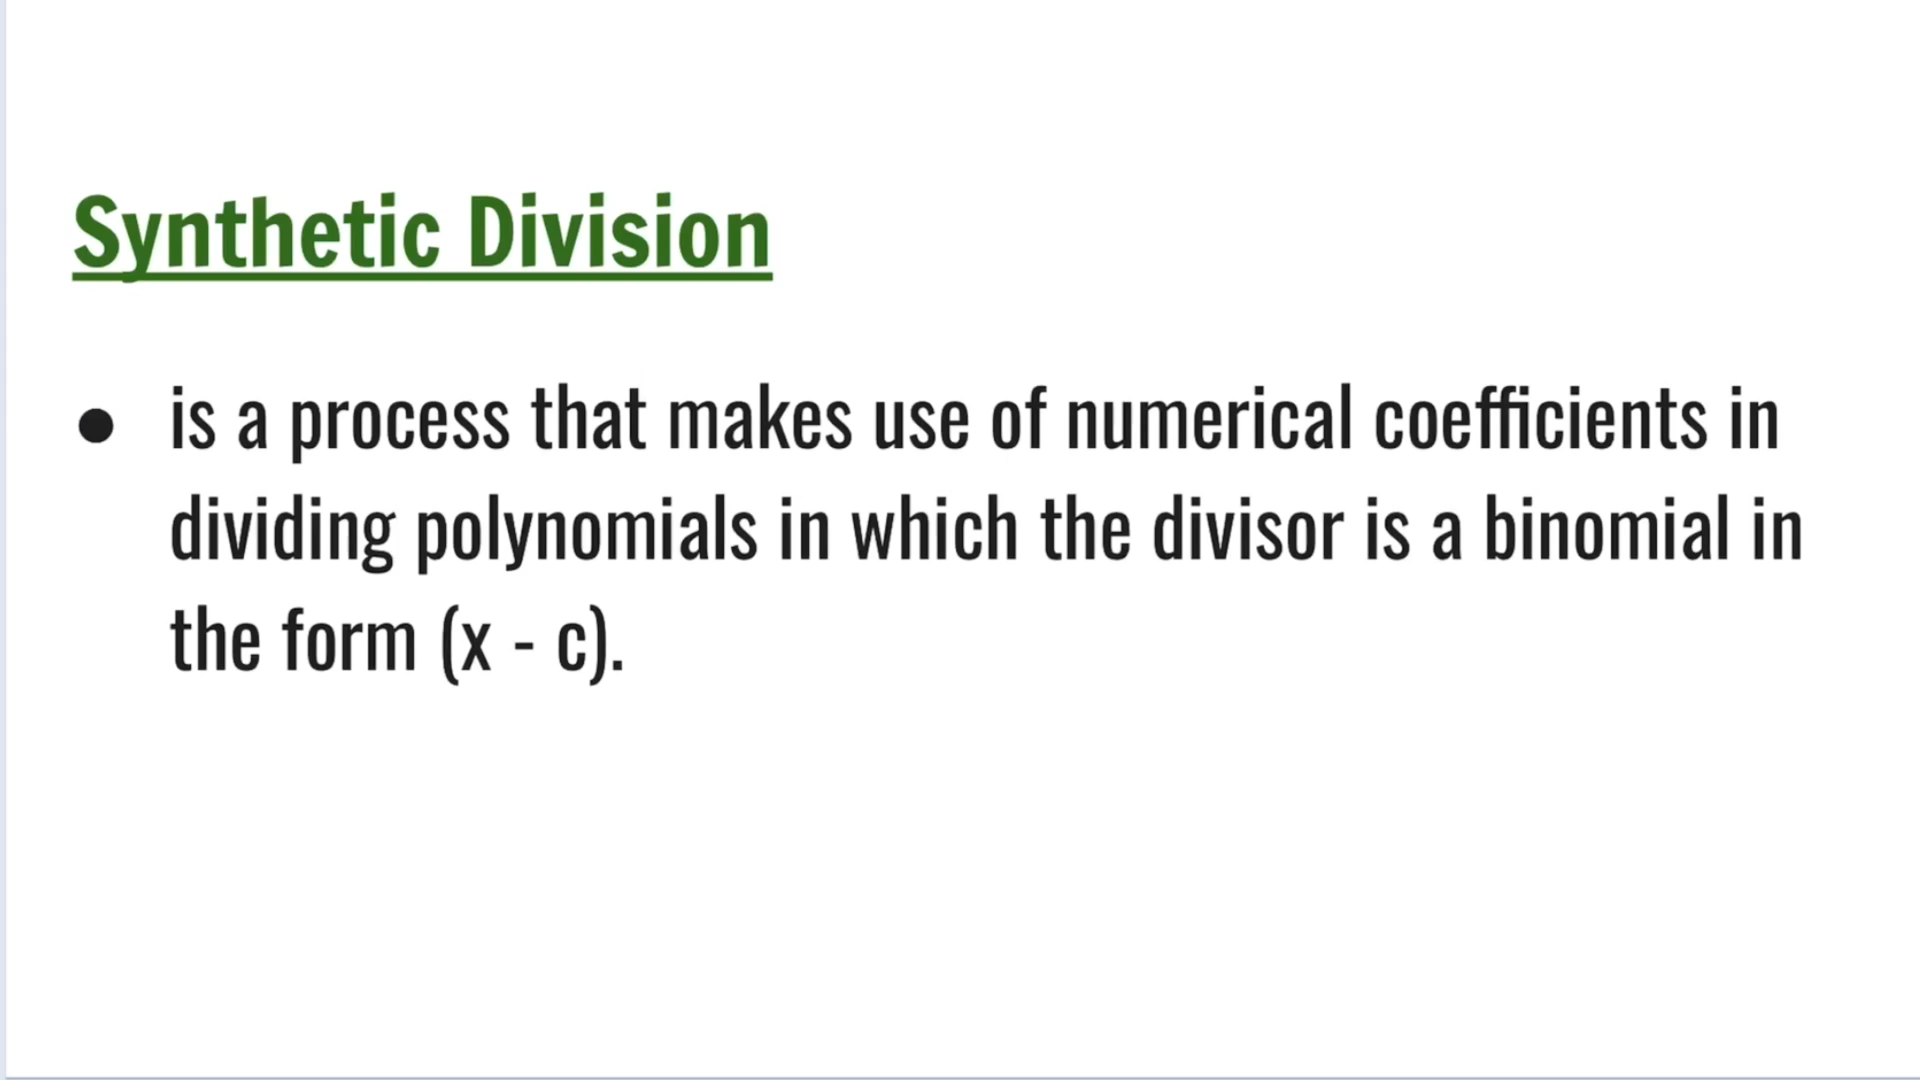 Synthetic Division
● is a process that makes use of numerical coefficients in
dividing polynomials in which the divisor is a binomial in
the form (x - c).